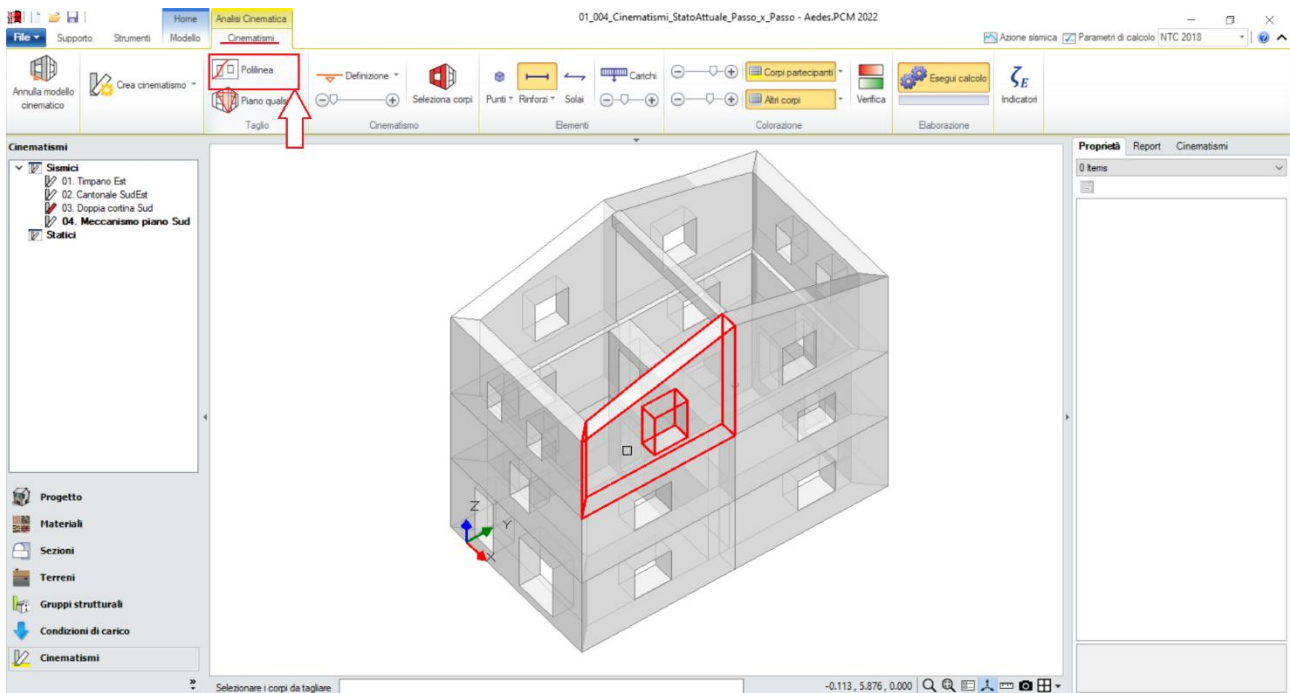 Home
Analisi Cinematica
01_004_Cinematismi_StatoAttuale_Passo_x_Passo - Aedes.PCM 2022
File
Supporto
Strumenti
Modello
Cinematismi
Azione sismica
Parametri di calcolo
NTC 2018
Annulla modello cinematico
Crea cinematismo
Polilinea
Piano quals
Taglio
Definizione
Seleziona corpi
Cinematismo
Punti
Rinforzi
Solai
Carichi
Elementi
Corpi partecipanti
Altri corpi
Verifica
Colorazione
Esegui calcolo
Elaborazione
ζE
Indicatori
Cinematismi
Sismici
01. Timpano Est
02. Cantonale SudEst
03. Doppia cortina Sud
04. Meccanismo piano Sud
Statici
Progetto
Materiali
Sezioni
Terreni
Gruppi strutturali
Condizioni di carico
Cinematismi
Z
Y
X
Proprietà
Report
Cinematismi
0 Items
Selezionare i corpi da tagliare
-0.113 , 5.876 , 0.000